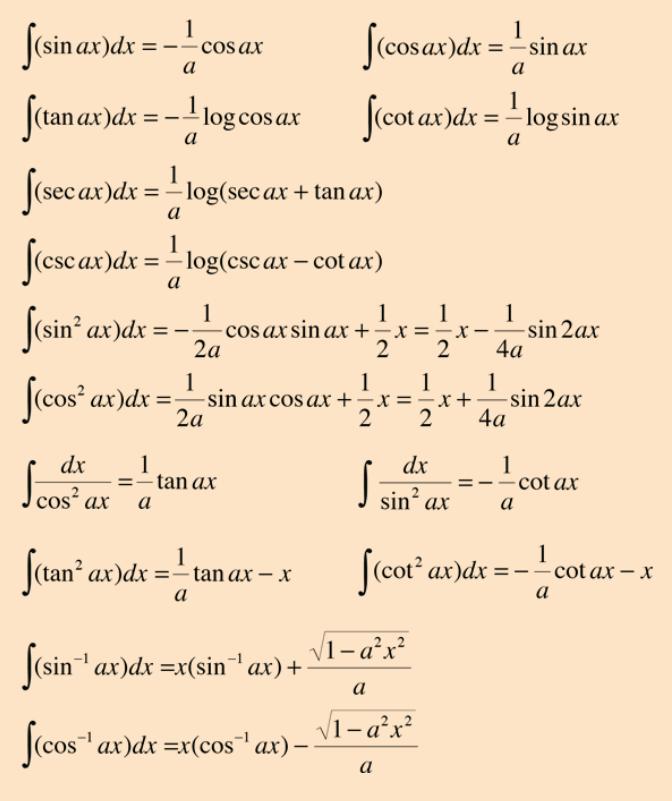 ∫(sin ax)dx = −1/a cos ax ∫(cos ax)dx = 1/a sin ax
∫(tan ax)dx = −1/a log cos ax ∫(cot ax)dx = 1/a log sin ax
∫(sec ax)dx = 1/a log(sec ax + tan ax)
∫(csc ax)dx = 1/a log(csc ax − cot ax)
∫(sin² ax)dx = −1/2a cos ax sin ax + 1/2 x = 1/2 x − 1/4a sin 2ax
∫(cos² ax)dx = 1/2a sin ax cos ax + 1/2 x = 1/2 x + 1/4a sin 2ax
∫ dx/cos² ax = 1/a tan ax ∫ dx/sin² ax = −1/a cot ax
∫(tan² ax)dx = 1/a tan ax − x ∫(cot² ax)dx = −1/a cot ax − x
∫(sin⁻¹ ax)dx = x(sin⁻¹ ax) + √(1 − a²x²)/a
∫(cos⁻¹ ax)dx = x(cos⁻¹ ax) − √(1 − a²x²)/a